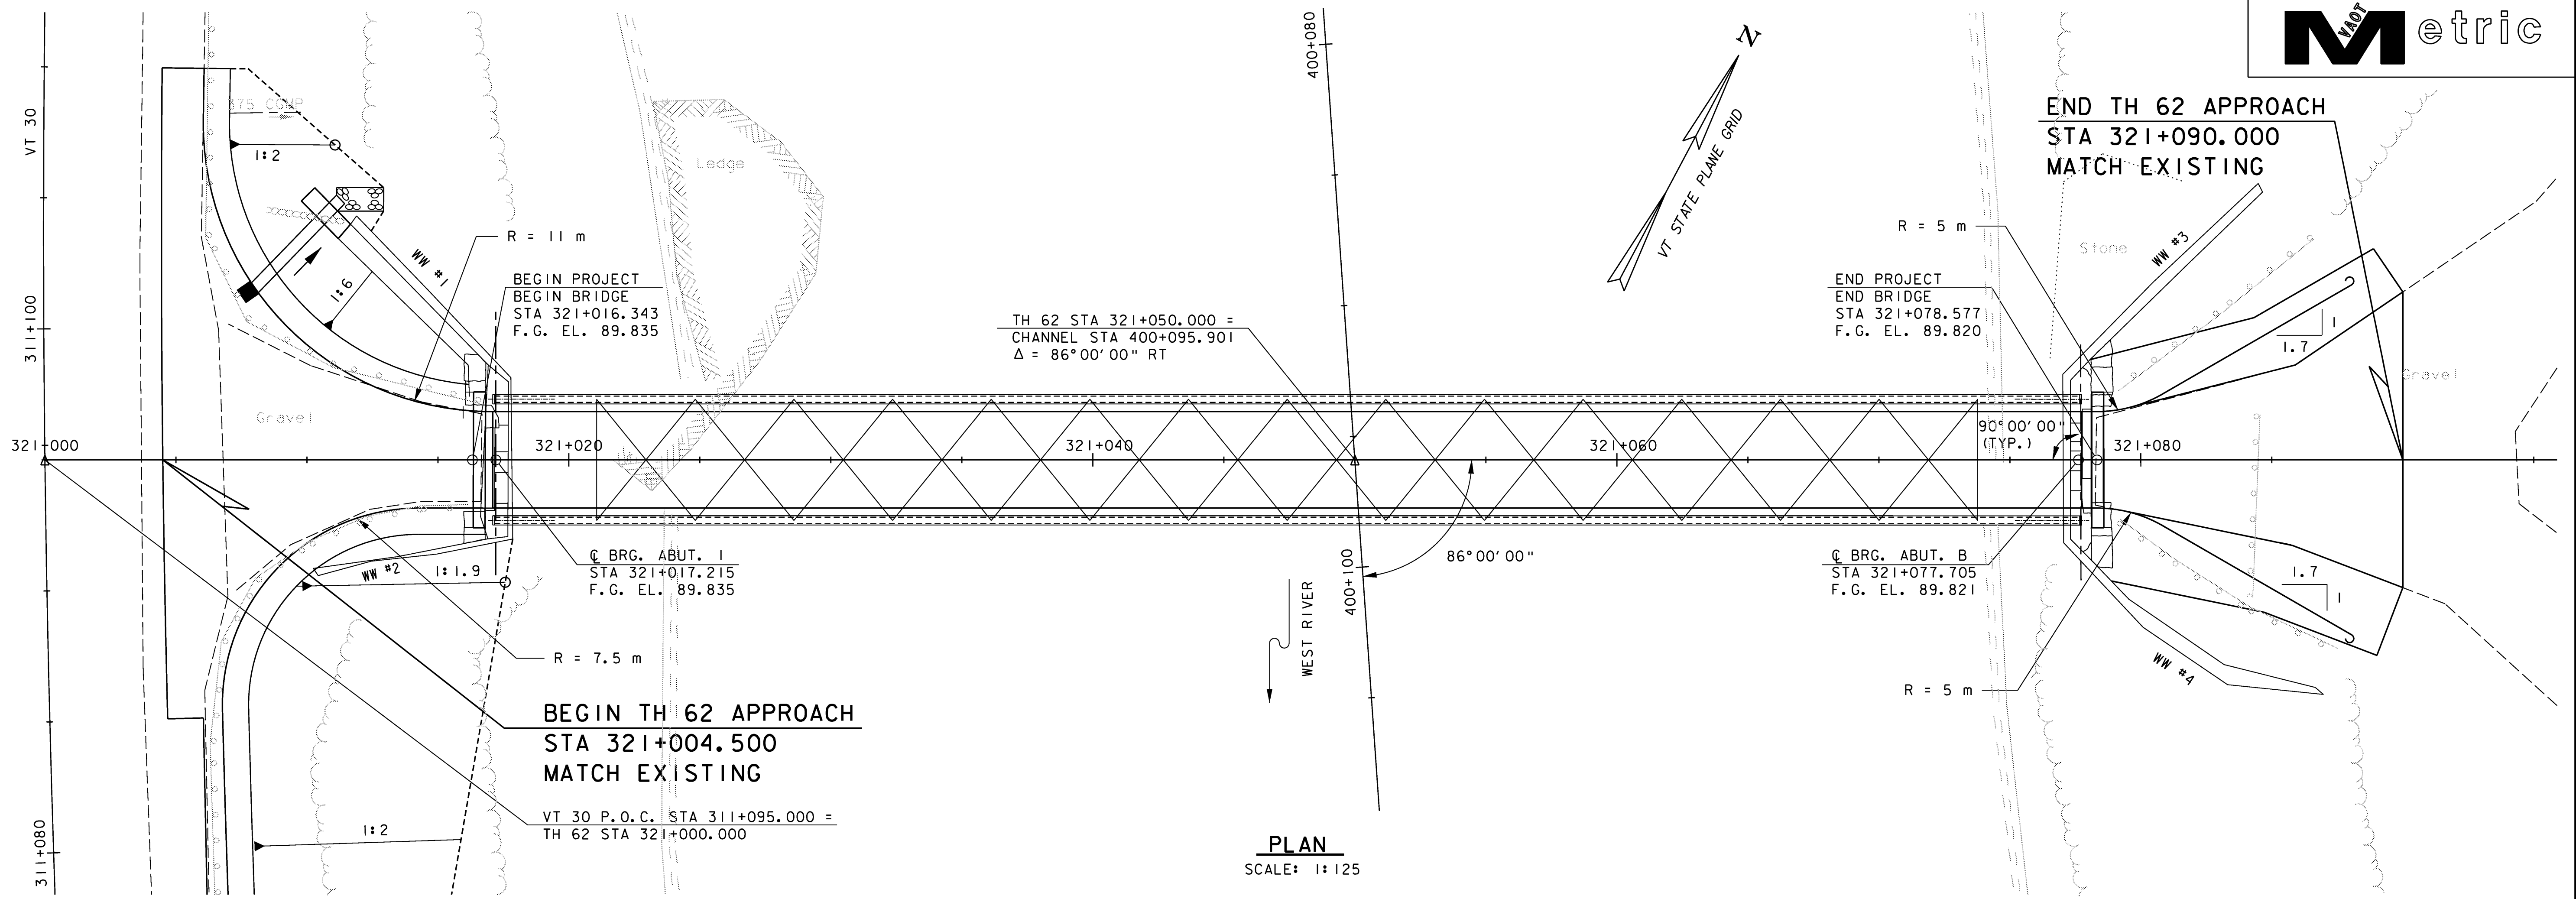 VAOT
Metric
400+080
N
VT STATE PLANE GRID
END TH 62 APPROACH
STA 321+090.000
MATCH EXISTING
VT 30
375 CGMP
1:2
Ledge
R = 11 m
WW #1
1:6
BEGIN PROJECT
BEGIN BRIDGE
STA 321+016.343
F.G. EL. 89.835
TH 62 STA 321+050.000 =
CHANNEL STA 400+095.901
Δ = 86°00'00" RT
R = 5 m
Stone
WW #3
END PROJECT
END BRIDGE
STA 321+078.577
F.G. EL. 89.820
1
1.7
311+100
Gravel
Gravel
321+000
321+020
321+040
321+060
90°00'00"
(TYP.)
321+080
℄ BRG. ABUT. 1
STA 321+017.215
F.G. EL. 89.835
WW #2
1:1.9
86°00'00"
400+100
WEST RIVER
℄ BRG. ABUT. B
STA 321+077.705
F.G. EL. 89.821
1.7
1
R = 7.5 m
R = 5 m
WW #4
BEGIN TH 62 APPROACH
STA 321+004.500
MATCH EXISTING
VT 30 P.O.C. STA 311+095.000 =
TH 62 STA 321+000.000
1:2
311+080
PLAN
SCALE: 1:125